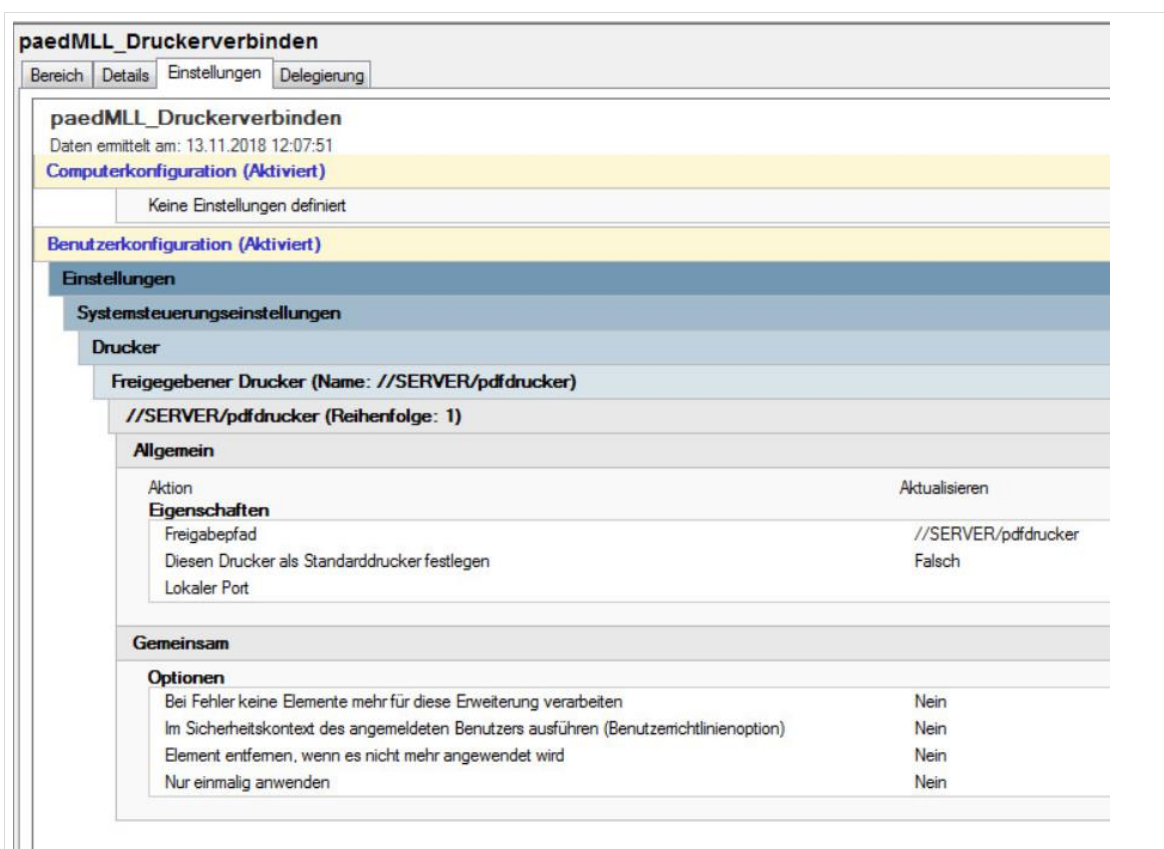 paedMLL_Druckerverbinden
Bereich Details Einstellungen Delegierung
paedMLL_Druckerverbinden
Daten ermittelt am: 13.11.2018 12:07:51
Computerkonfiguration (Aktiviert)
Keine Einstellungen definiert
Benutzerkonfiguration (Aktiviert)
Einstellungen
Systemsteuerungseinstellungen
Drucker
Freigegebener Drucker (Name: //SERVER/pdfdrucker)
//SERVER/pdfdrucker (Reihenfolge: 1)
Allgemein
Aktion Aktualisieren
Eigenschaften
Freigabepfad //SERVER/pdfdrucker
Diesen Drucker als Standarddrucker festlegen Falsch
Lokaler Port
Gemeinsam
Optionen
Bei Fehler keine Elemente mehr für diese Erweiterung verarbeiten Nein
Im Sicherheitskontext des angemeldeten Benutzers ausführen (Benutzerrichtlinienoption) Nein
Element entfernen, wenn es nicht mehr angewendet wird Nein
Nur einmalig anwenden Nein